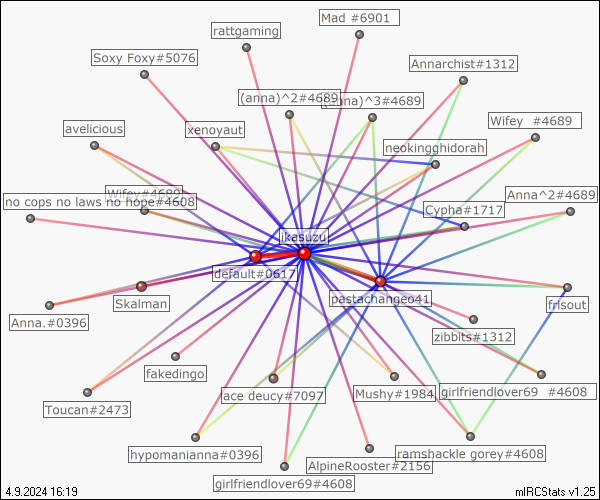 Mad #6901
rattgaming
Soxy Foxy#5076
Annarchist#1312
(anna)^2#4689
(anna)^3#4689
Wifey #4689
avelicious
xenoyaut
neokingghidorah
Wifey#4689
no cops no laws no hope#4608
Anna^2#4689
Cypha#1717
ikasuzu
default#0617
pastachangeo41
Skalman
frisout
Anna.#0396
zibbits#1312
fakedingo
ace deucy#7097
Mushy#1984
girlfriendlover69 #4608
Toucan#2473
hypomanianna#0396
ramshackle gorey#4608
AlpineRooster#2156
girlfriendlover69#4608
4.9.2024 16:19
mIRCStats v1.25